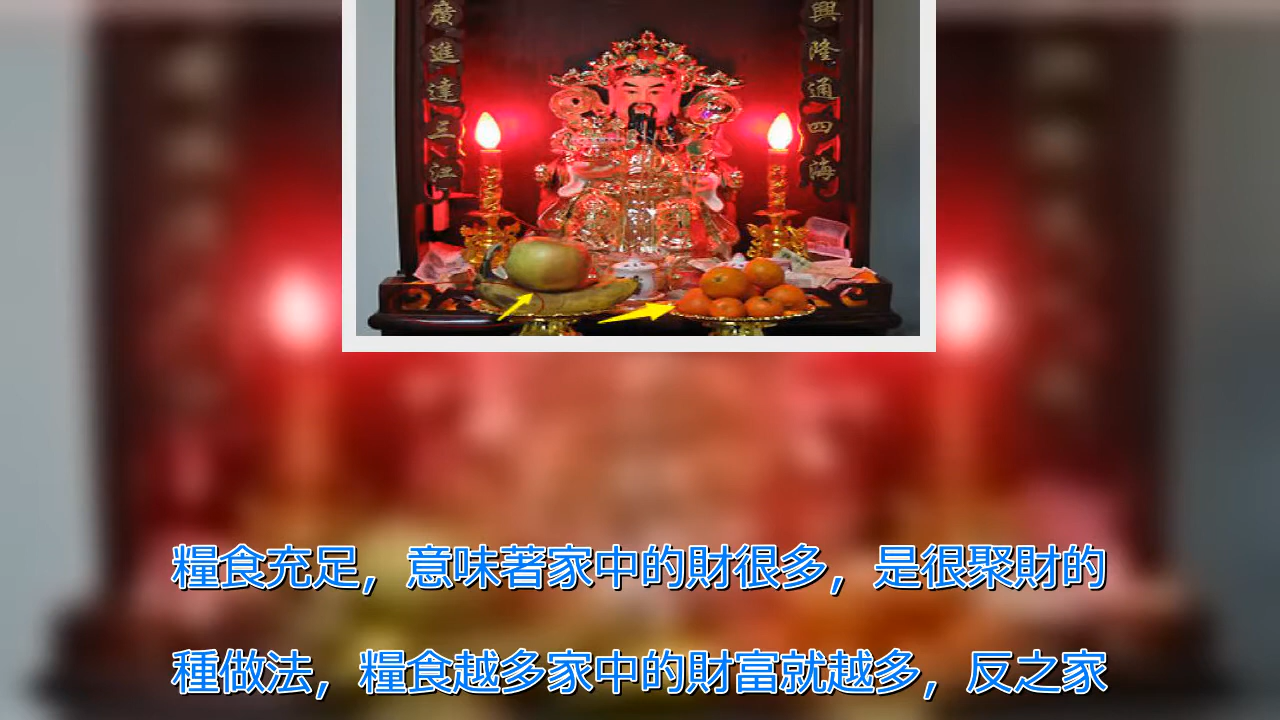 興隆通四海
廣進達三江
糧食充足，意味著家中的財很多，是很聚財的
種做法，糧食越多家中的財富就越多，反之家